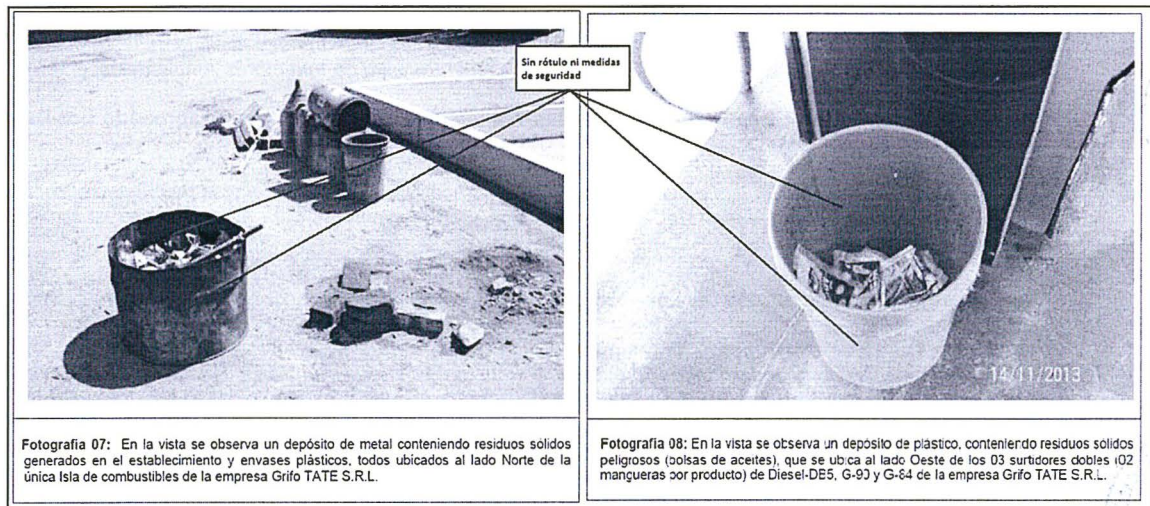 Sin rótulo ni medidas
de seguridad
14/11/2013
Fotografía 07: En la vista se observa un depósito de metal conteniendo residuos sólidos
generados en el establecimiento y envases plásticos, todos ubicados al lado Norte de la
única Isla de combustibles de la empresa Grifo TATE S.R.L.
Fotografía 08: En la vista se observa un depósito de plástico, conteniendo residuos sólidos
peligrosos (bolsas de aceites), que se ubica al lado Oeste de los 03 surtidores dobles (02
mangueras por producto) de Diesel-DB5, G-90 y G-84 de la empresa Grifo TATE S.R.L.